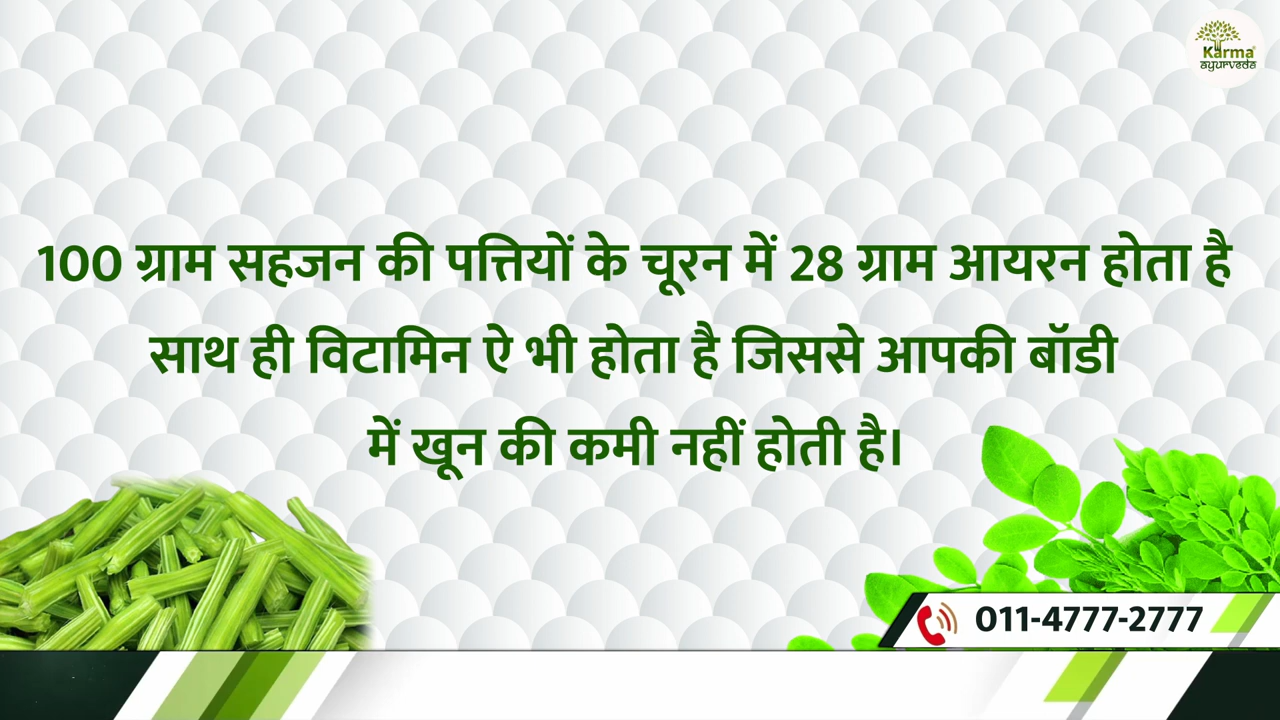 Karma
ayurveda
100 ग्राम सहजन की पत्तियों के चूरन में 28 ग्राम आयरन होता है
साथ ही विटामिन ऐ भी होता है जिससे आपकी बॉडी
में खून की कमी नहीं होती है।
011-4777-2777